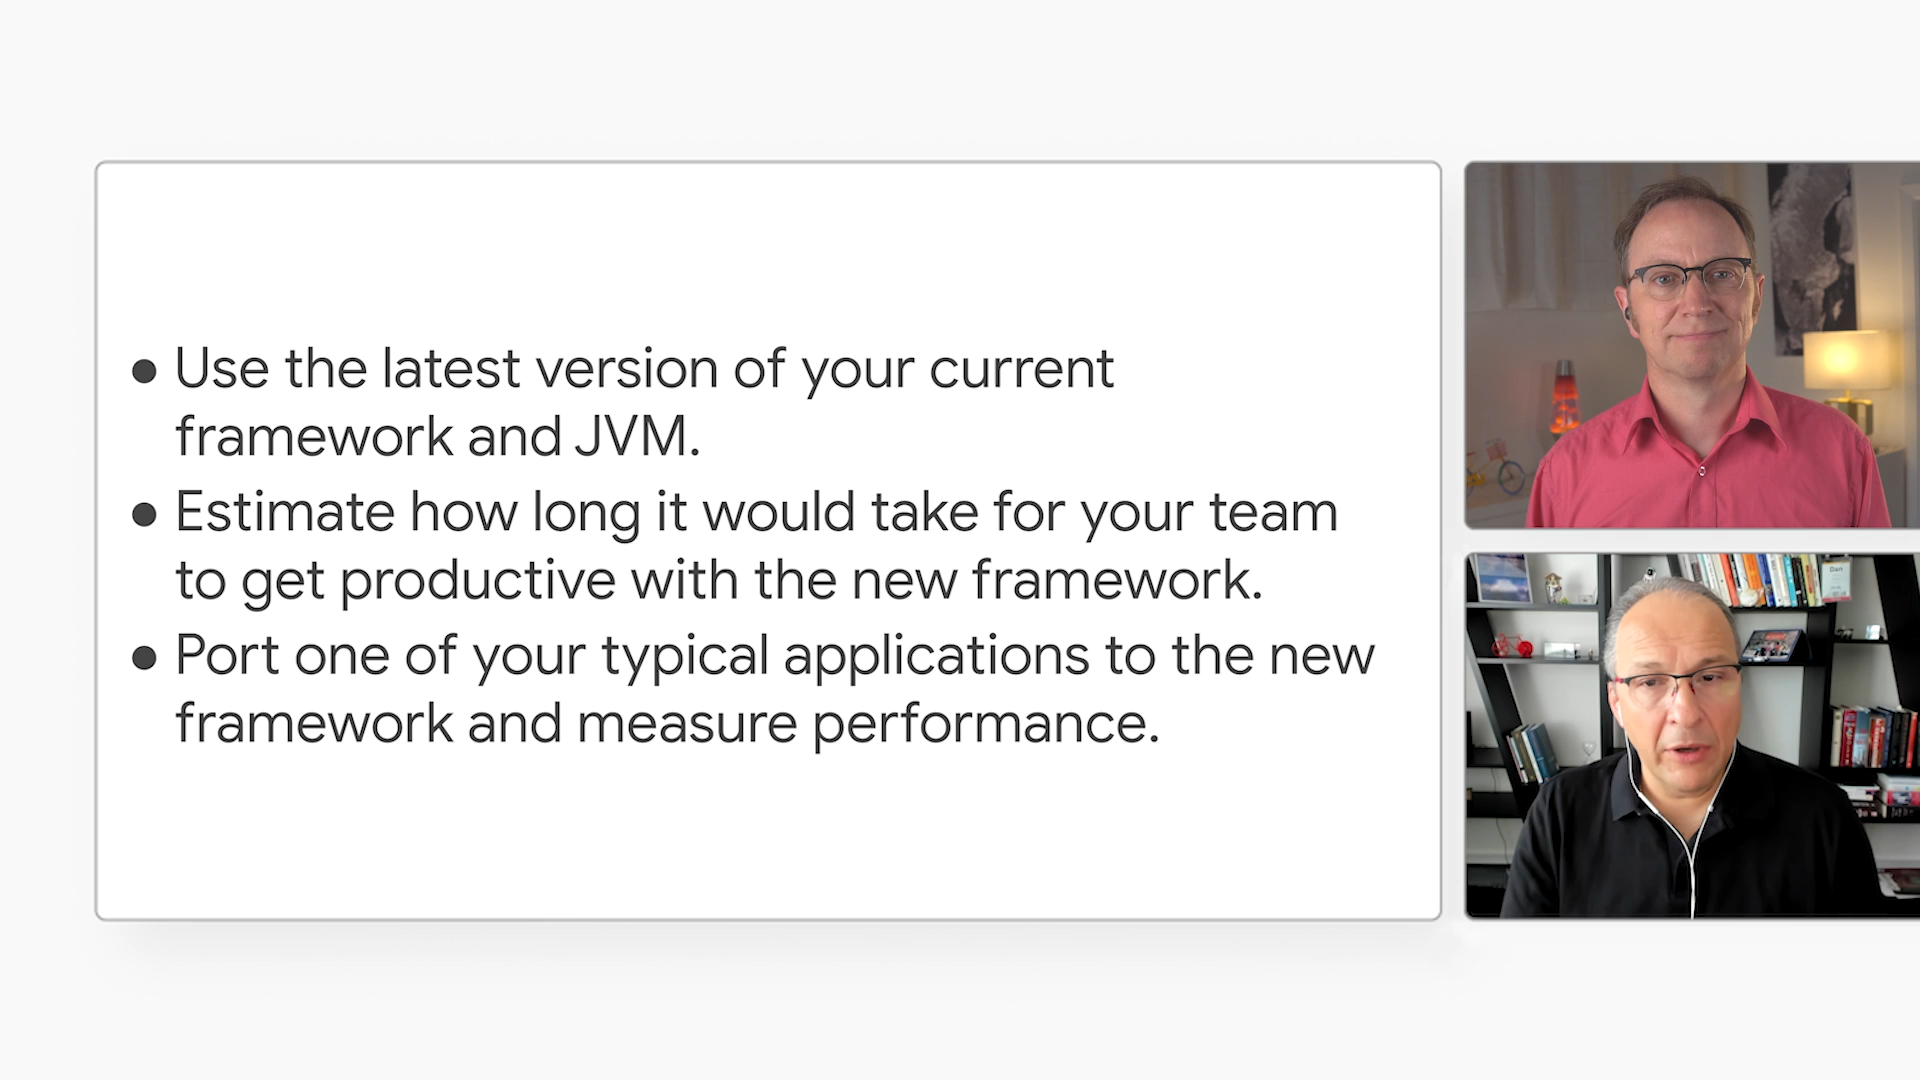 ● Use the latest version of your current
framework and JVM.
● Estimate how long it would take for your team
to get productive with the new framework.
● Port one of your typical applications to the new
framework and measure performance.
Dan